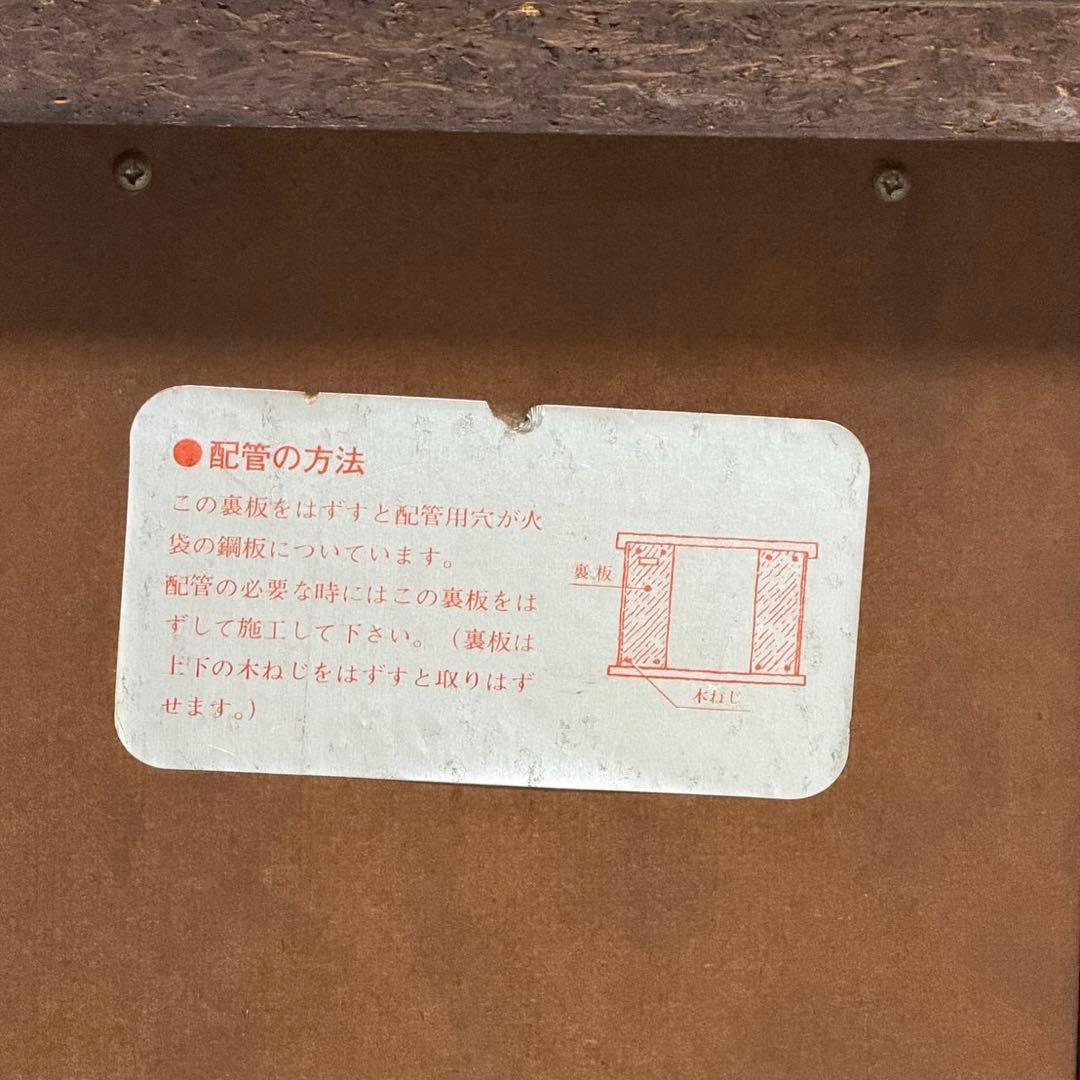 ●配管の方法
この裏板をはずすと配管用穴が火
袋の鋼板についています。
配管の必要な時にはこの裏板をは
ずして施工して下さい。（裏板は
上下の木ねじをはずすと取りはず
せます。）
裏板
木ねじ